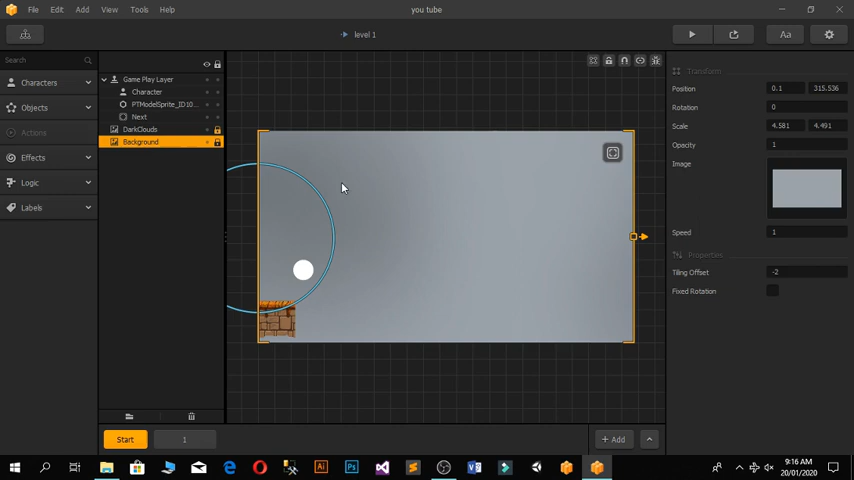 File Edit Add View Tools Help
you tube
level 1
Aa
Search
Characters
Objects
Actions
Effects
Logic
Labels
Game Play Layer
Character
PTModelSprite_ID10...
Next
DarkClouds
Background
Transform
Position 0.1 315.536
Rotation 0
Scale 4.581 4.491
Opacity 1
Image
Speed 1
Properties
Tiling Offset -2
Fixed Rotation
Start 1
+ Add
Ai Ps
9:16 AM
20/01/2020